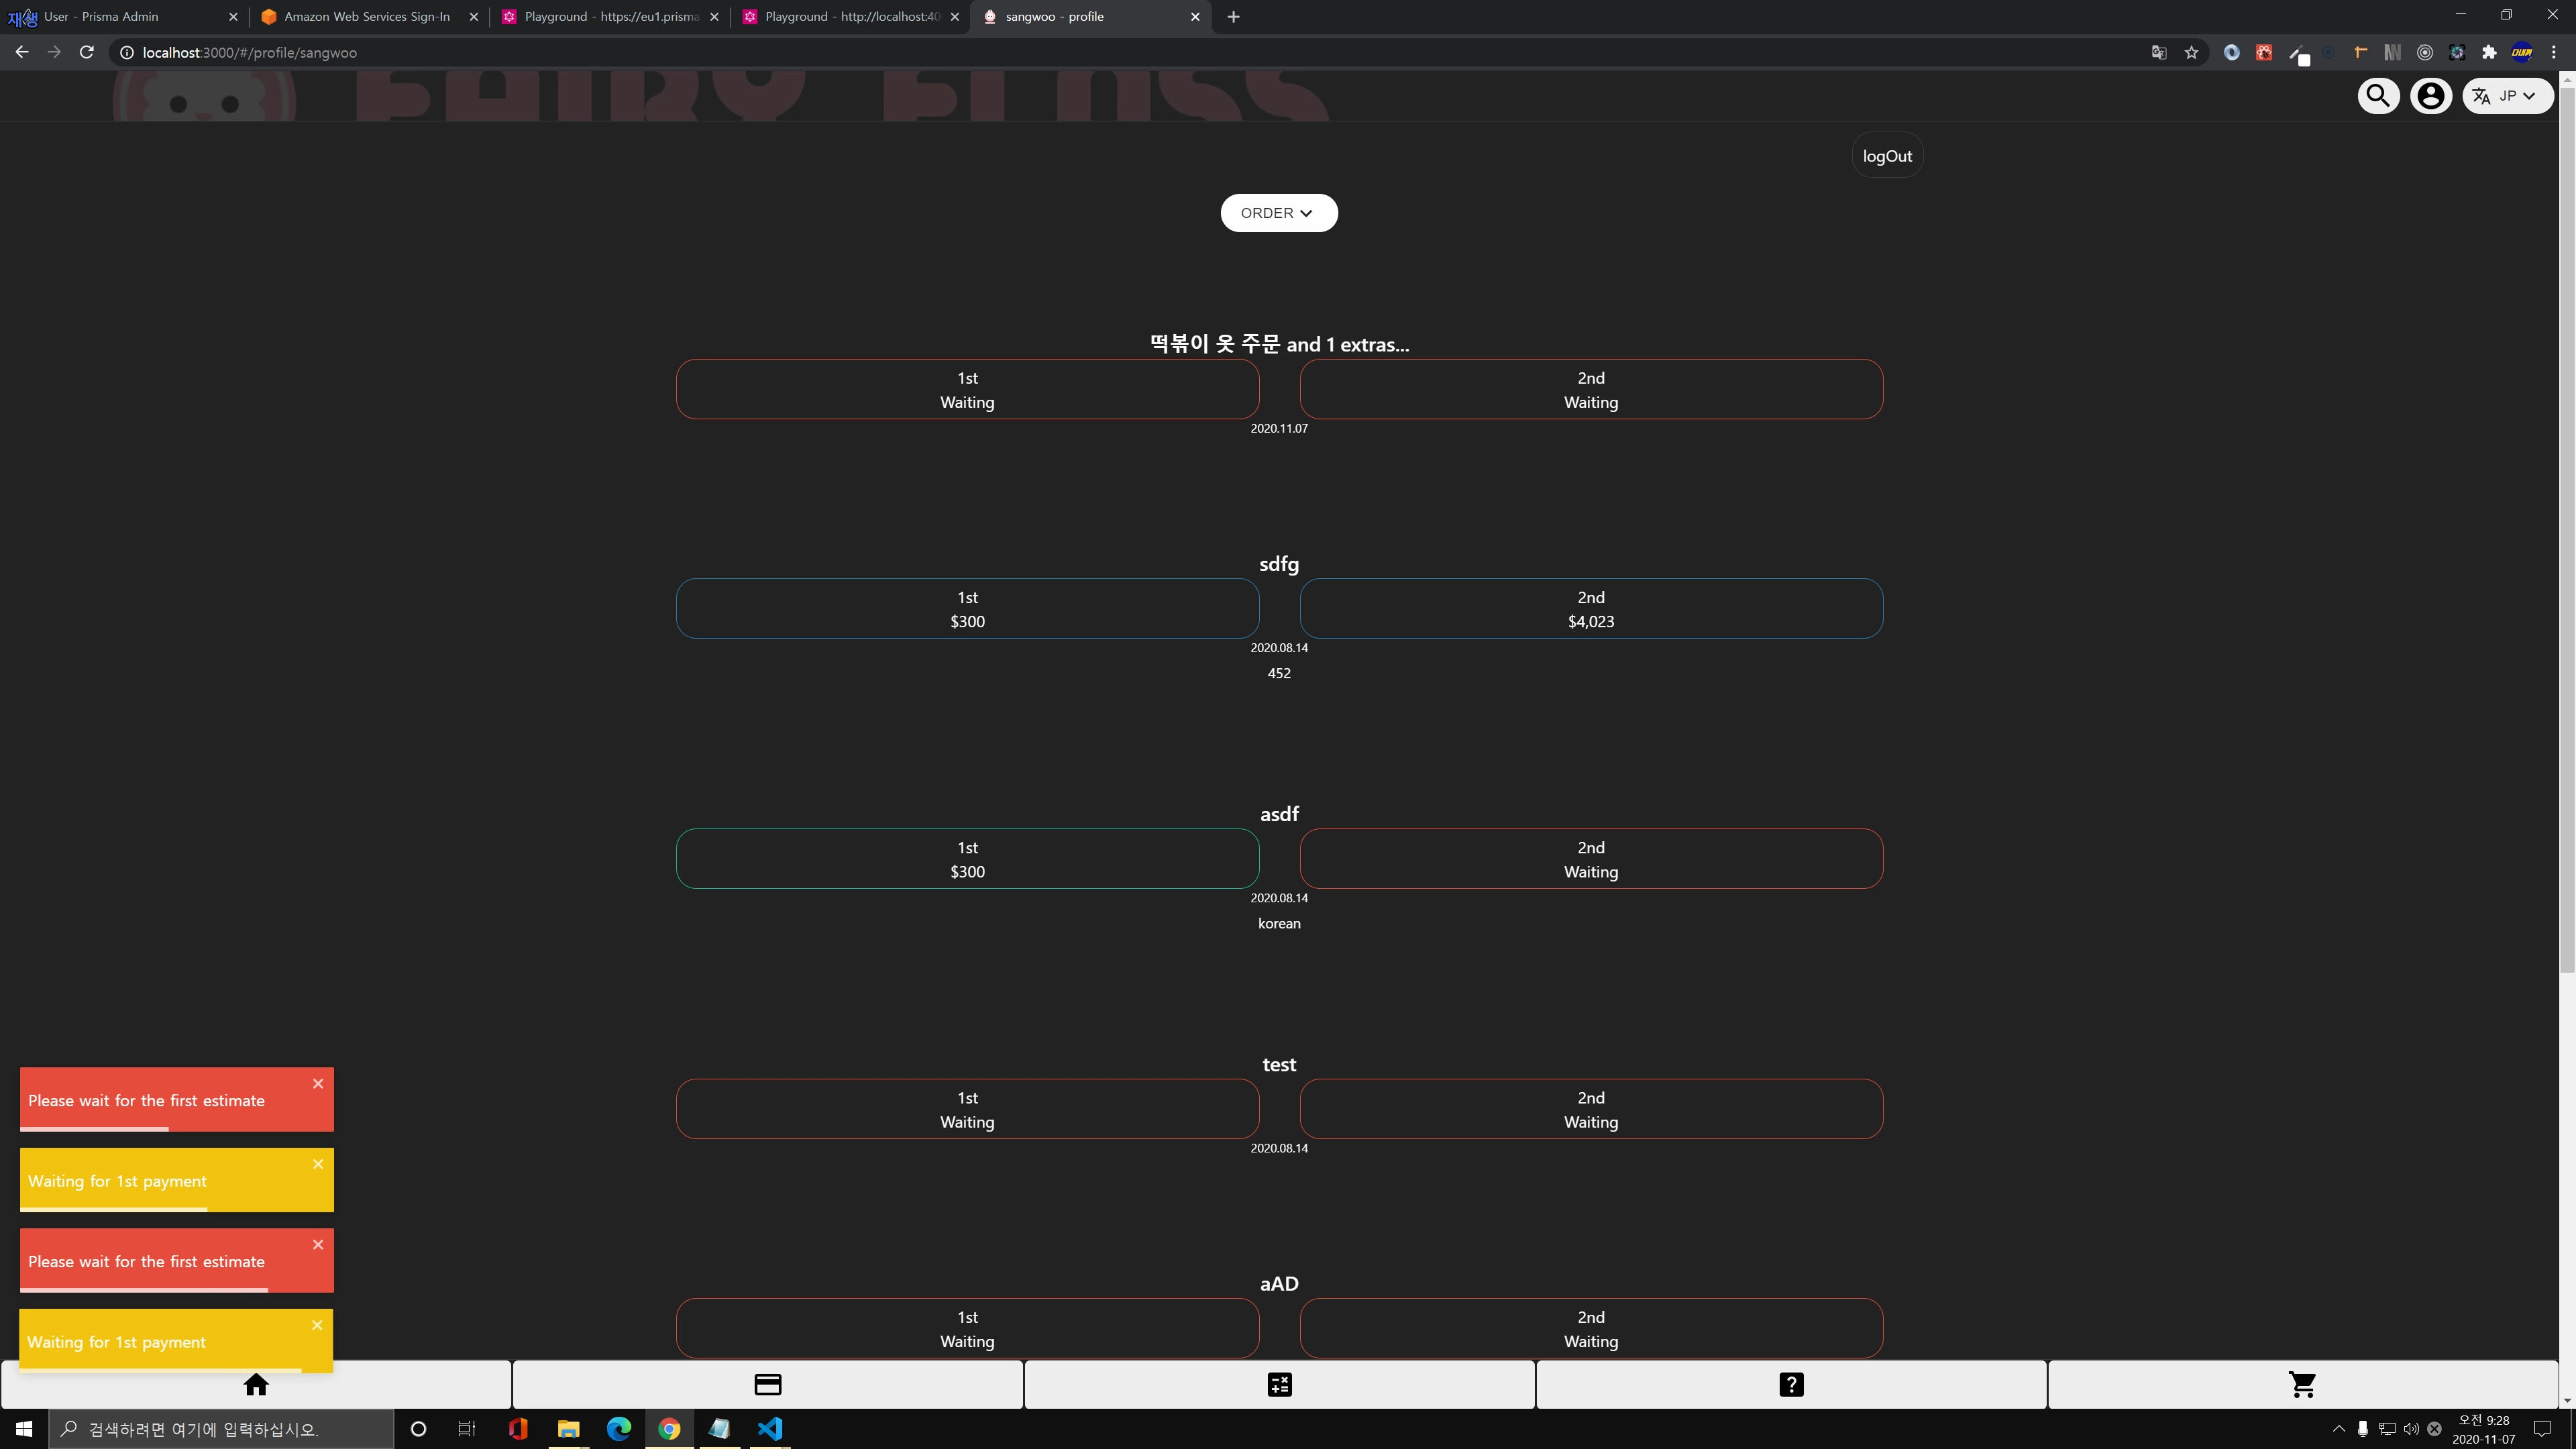 User - Prisma Admin
Amazon Web Services Sign-In
Playground - https://eu1.prisma
Playground - http://localhost:40
sangwoo - profile
localhost:3000/#/profile/sangwoo
FAIRY FLOSS
JP
logOut
ORDER
떡볶이 옷 주문 and 1 extras...
1st
Waiting
2nd
Waiting
2020.11.07
sdfg
1st
$300
2nd
$4,023
2020.08.14
452
asdf
1st
$300
2nd
Waiting
2020.08.14
korean
test
1st
Waiting
2nd
Waiting
2020.08.14
aAD
1st
Waiting
2nd
Waiting
Please wait for the first estimate
Waiting for 1st payment
Please wait for the first estimate
Waiting for 1st payment
검색하려면 여기에 입력하십시오.
오전 9:28
2020-11-07